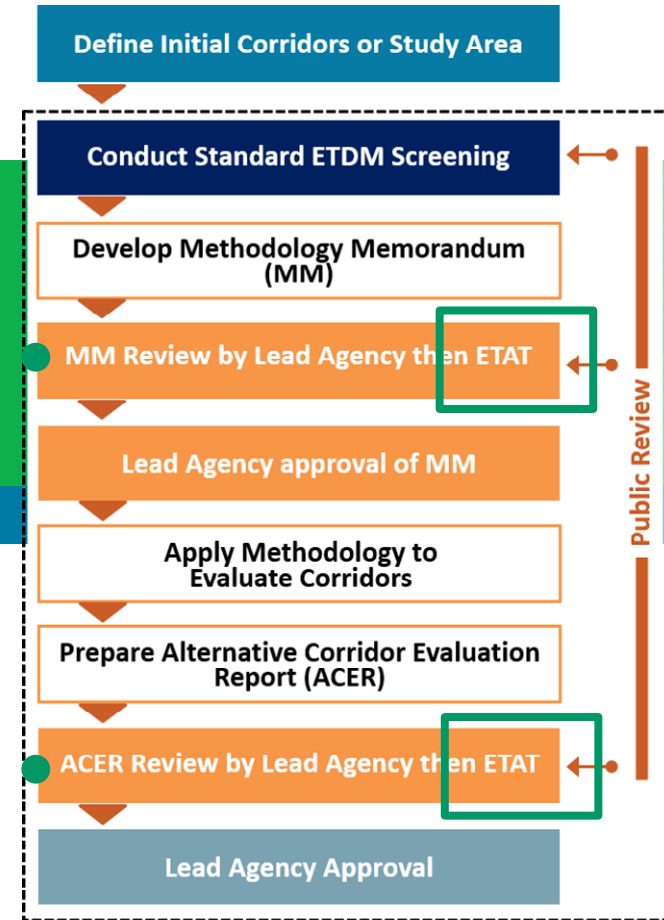 Define Initial Corridors or Study Area
Conduct Standard ETDM Screening
Develop Methodology Memorandum
(MM)
MM Review by Lead Agency then ETAT
Lead Agency approval of MM
Apply Methodology to
Evaluate Corridors
Prepare Alternative Corridor Evaluation
Report (ACER)
ACER Review by Lead Agency then ETAT
Lead Agency Approval
Public Review